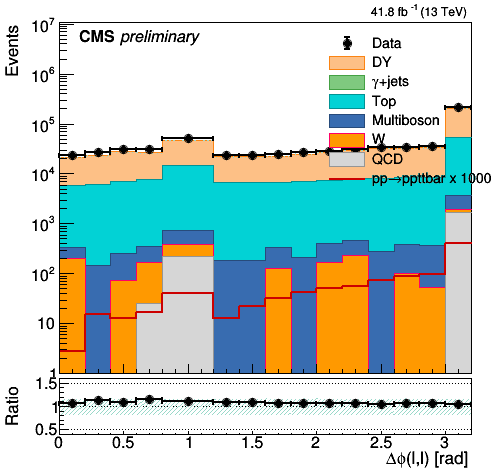 41.8 fb⁻¹ (13 TeV)
CMS preliminary
Events
10⁷
10⁶
10⁵
10⁴
10³
10²
10
1
Data
DY
γ+jets
Top
Multiboson
W
QCD
pp→ppttbar x 1000
Ratio
1.5
1
0.5
0 0.5 1 1.5 2 2.5 3
Δϕ(l,l) [rad]